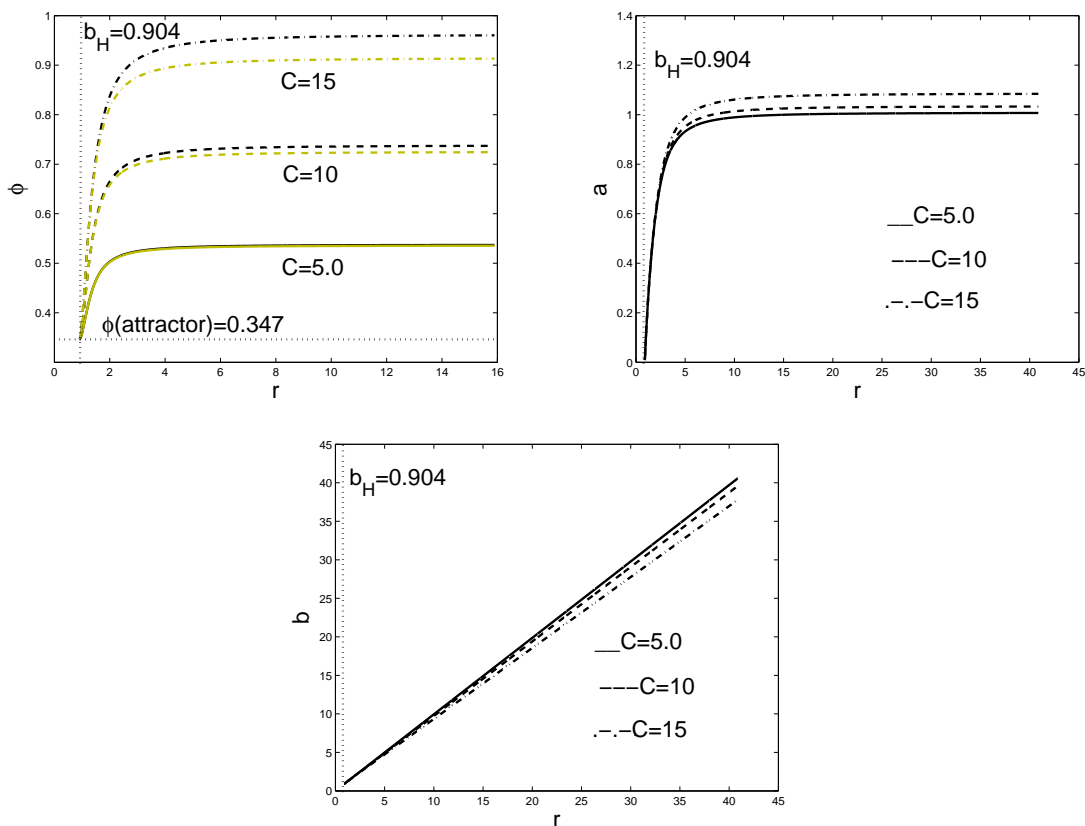 1
0.9
0.8
0.7
0.6
0.5
0.4
0 2 4 6 8 10 12 14 16
ϕ
r
b_H=0.904
C=15
C=10
C=5.0
ϕ(attractor)=0.347
1.4
1.2
1.0
0.8
0.6
0.4
0.2
0
0 5 10 15 20 25 30 35 40 45
a
r
b_H=0.904
__C=5.0
---C=10
.-.-C=15
45
40
35
30
25
20
15
10
5
0
0 5 10 15 20 25 30 35 40 45
b
r
b_H=0.904
__C=5.0
---C=10
.-.-C=15